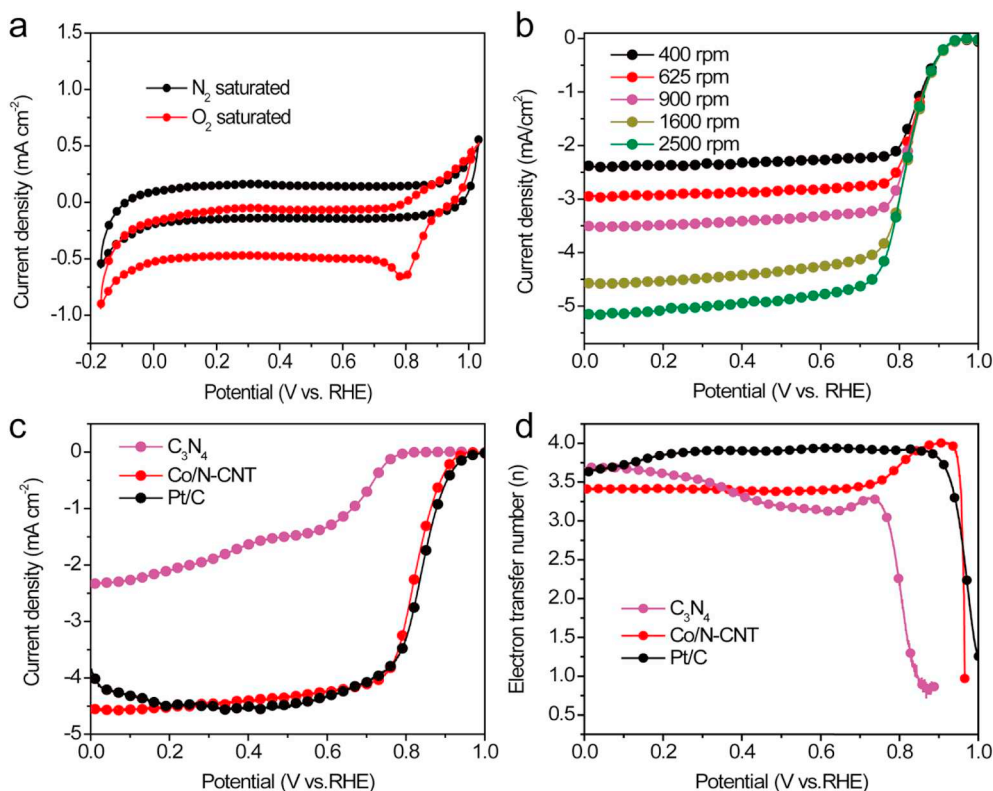 a
1.5
1.0
0.5
0.0
-0.5
-1.0
Current density (mA cm⁻²)
N₂ saturated
O₂ saturated
-0.2 0.0 0.2 0.4 0.6 0.8 1.0
Potential (V vs. RHE)
b
0
-1
-2
-3
-4
-5
Current density (mA/cm²)
400 rpm
625 rpm
900 rpm
1600 rpm
2500 rpm
0.0 0.2 0.4 0.6 0.8 1.0
Potential (V vs. RHE)
c
0
-1
-2
-3
-4
-5
Current density (mA cm⁻²)
C₃N₄
Co/N-CNT
Pt/C
0.0 0.2 0.4 0.6 0.8 1.0
Potential (V vs.RHE)
d
4.0
3.5
3.0
2.5
2.0
1.5
1.0
0.5
Electron transfer number (n)
C₃N₄
Co/N-CNT
Pt/C
0.0 0.2 0.4 0.6 0.8 1.0
Potential (V vs.RHE)